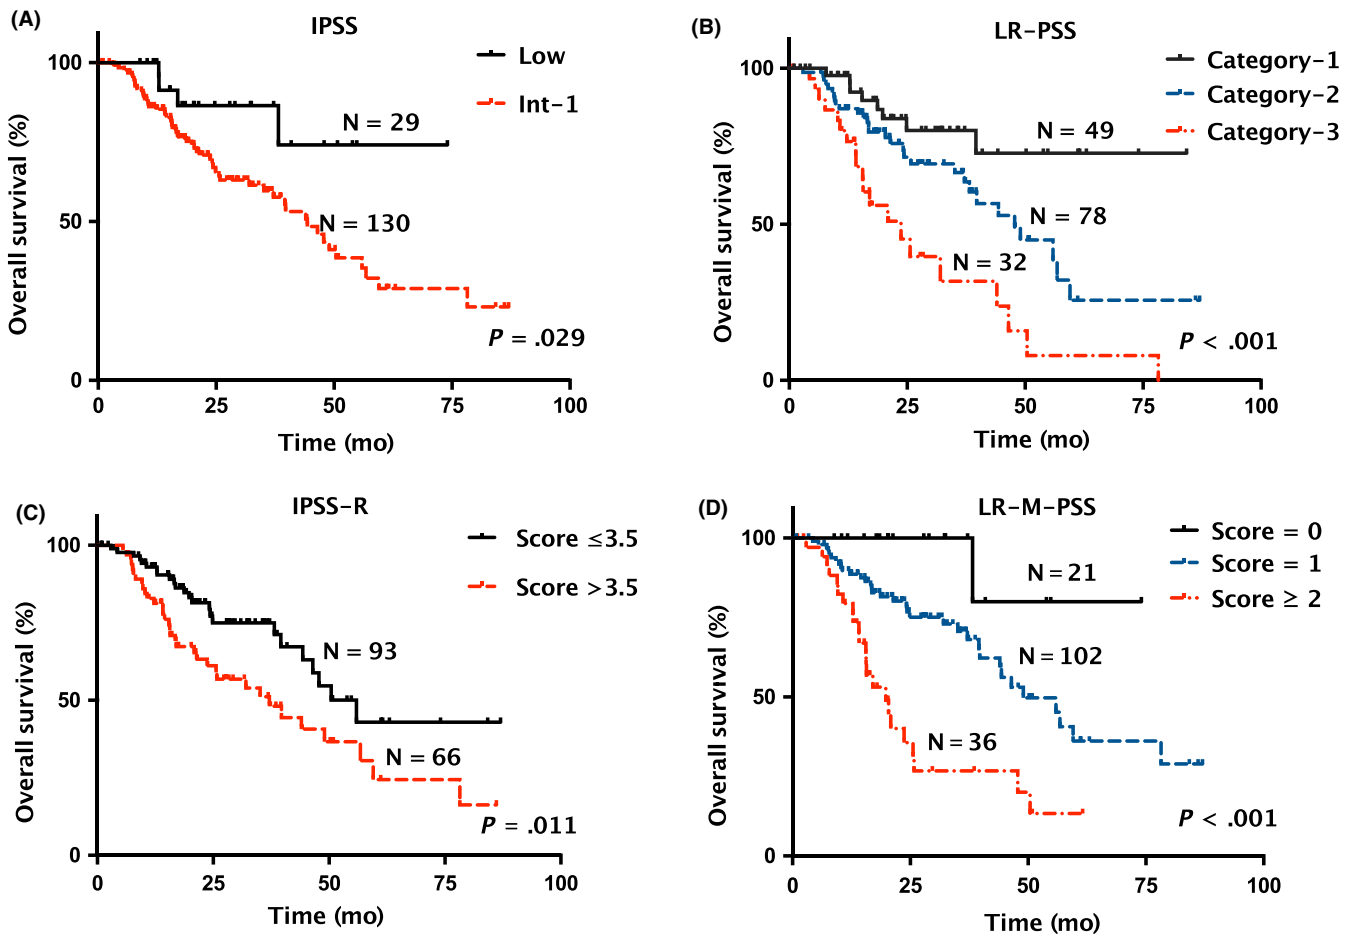 (A)
IPSS
Low
Int-1
100
50
0
Overall survival (%)
N = 29
N = 130
P = .029
0 25 50 75 100
Time (mo)
(B)
LR-PSS
Category-1
Category-2
Category-3
100
50
0
Overall survival (%)
N = 49
N = 78
N = 32
P < .001
0 25 50 75 100
Time (mo)
(C)
IPSS-R
Score ≤3.5
Score >3.5
100
50
0
Overall survival (%)
N = 93
N = 66
P = .011
0 25 50 75 100
Time (mo)
(D)
LR-M-PSS
Score = 0
Score = 1
Score ≥ 2
100
50
0
Overall survival (%)
N = 21
N = 102
N = 36
P < .001
0 25 50 75 100
Time (mo)